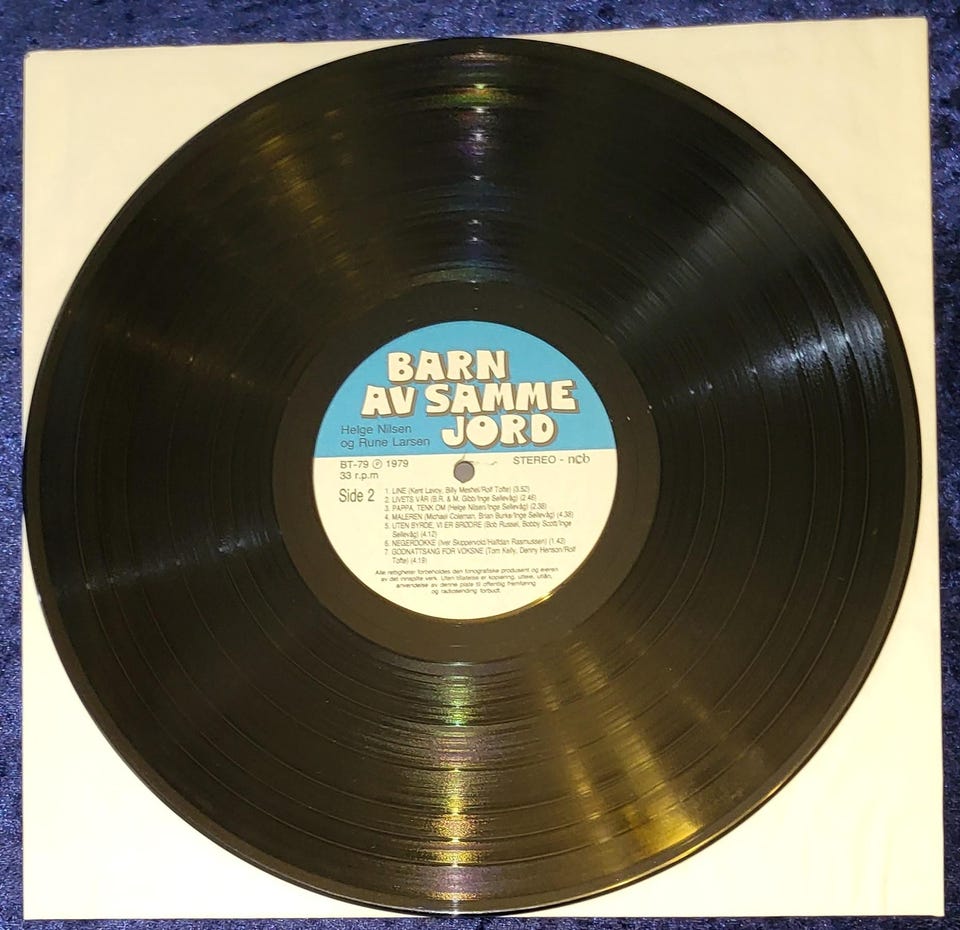 BARN
AV SAMME
JORD
Helge Nilsen
og Rune Larsen
BT-79 ℗ 1979
33 r.p.m
STEREO - ncb
Side 2
1. LINE (Kent Lavoy, Billy Meshel/Rolf Tofte) (3.52)
2. LIVETS VÅR (B.R. & M. Gibb/Inge Sellevåg) (2.46)
3. PAPPA, TENK OM (Helge Nilsen/Inge Sellevåg) (2.38)
4. MALEREN (Michael Coleman, Brian Burke/Inge Sellevåg) (4.38)
5. UTEN BYRDE, VI ER BRØDRE (Bob Russel, Bobby Scott/Inge
Sellevåg) (4.12)
6. NEGERDOKKE (Iver Skippervold/Halfdan Rasmussen) (1.43)
7. GODNATTSANG FOR VOKSNE (Tom Kelly, Denny Henson/Rolf
Tofte) (4.19)
Alle rettigheter forbeholdes den fonografiske produsent og eieren
av det innspilte verk. Uten tillatelse er kopiering, utleie, utlån,
anvendelse av denne plate til offentlig fremføring
og radiosending forbudt.